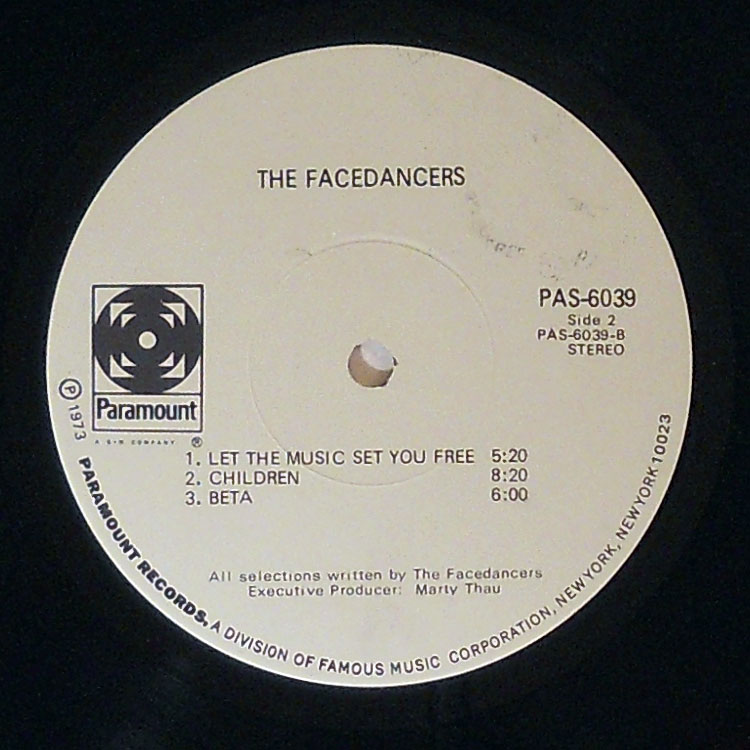 THE FACEDANCERS
PAS-6039
Side 2
PAS-6039-B
STEREO
Paramount
A G+W COMPANY ®
℗ 1973
1. LET THE MUSIC SET YOU FREE 5:20
2. CHILDREN 8:20
3. BETA 6:00
All selections written by The Facedancers
Executive Producer: Marty Thau
PARAMOUNT RECORDS, A DIVISION OF FAMOUS MUSIC CORPORATION, NEW YORK, NEW YORK 10023